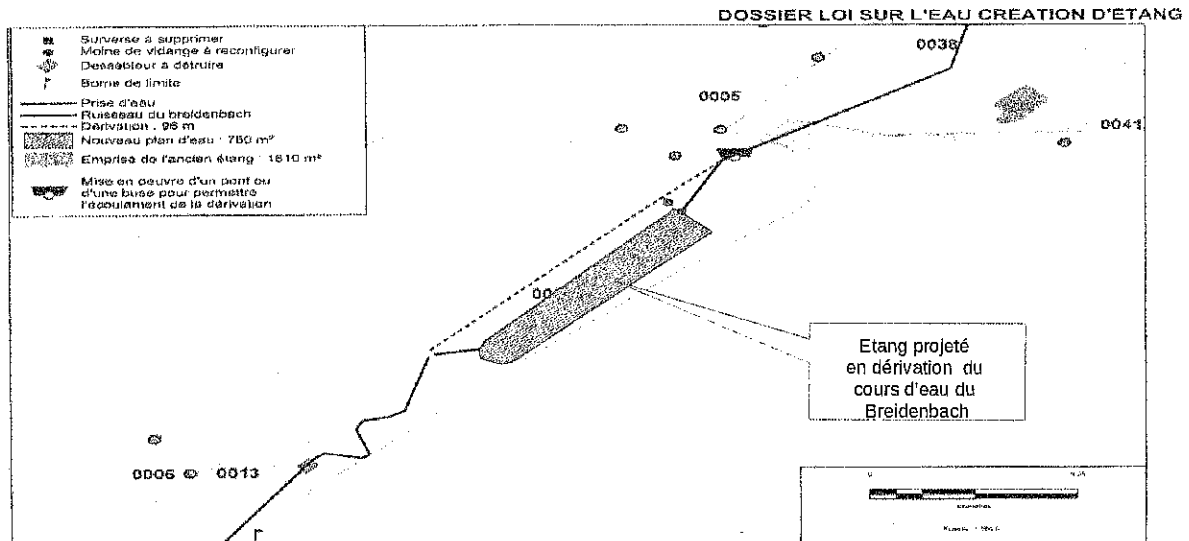 DOSSIER LOI SUR L'EAU CREATION D'ETANG
Surverse à supprimer
Moine de vidange à reconfigurer
Dessableur à détruire
Borne de limite
Prise d'eau
Ruisseau du breidenbach
Dérivation : 96 m
Nouveau plan d'eau : 780 m²
Emprise de l'ancien étang : 1810 m²
Mise en oeuvre d'un pont ou
d'une buse pour permettre
l'écoulement de la dérivation
0038
0005
0041
Etang projeté
en dérivation du
cours d'eau du
Breidenbach
0006
0013
0